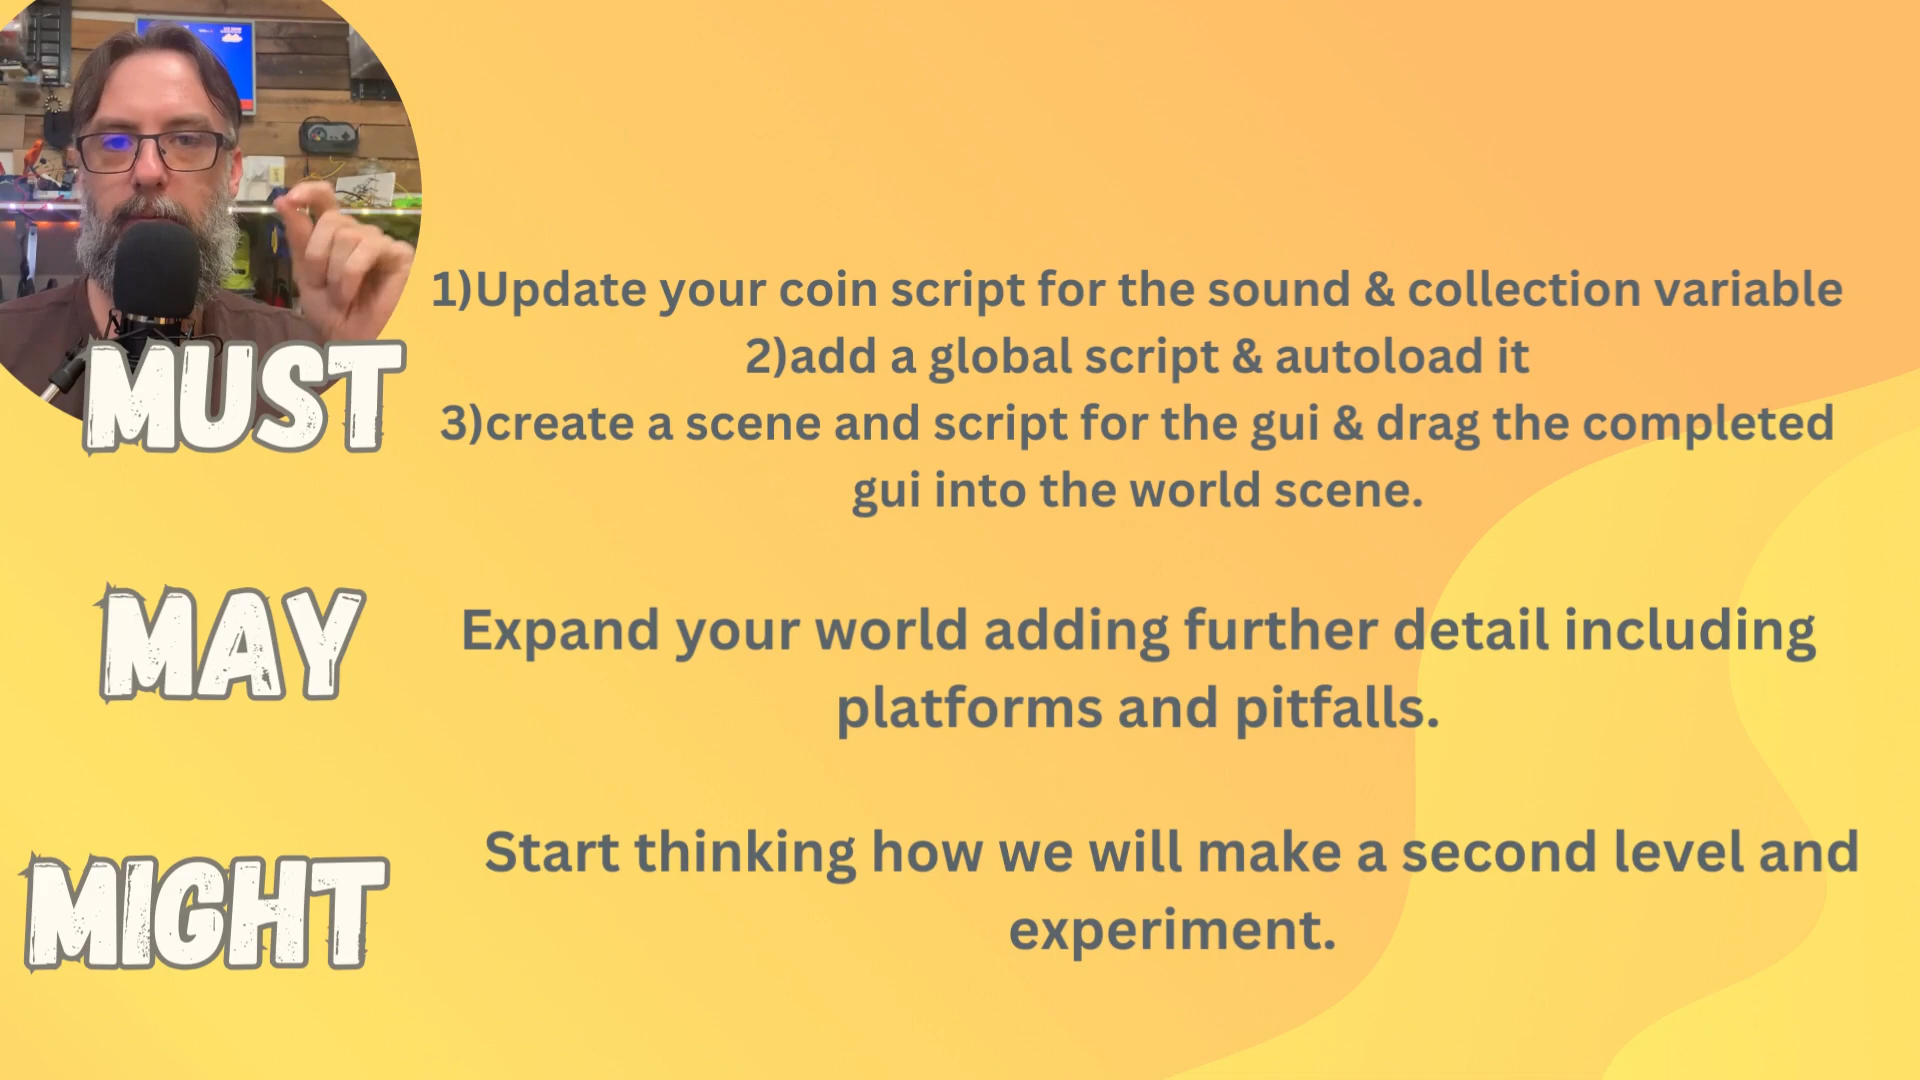 MUST
1)Update your coin script for the sound & collection variable
2)add a global script & autoload it
3)create a scene and script for the gui & drag the completed
gui into the world scene.
MAY
Expand your world adding further detail including
platforms and pitfalls.
MIGHT
Start thinking how we will make a second level and
experiment.